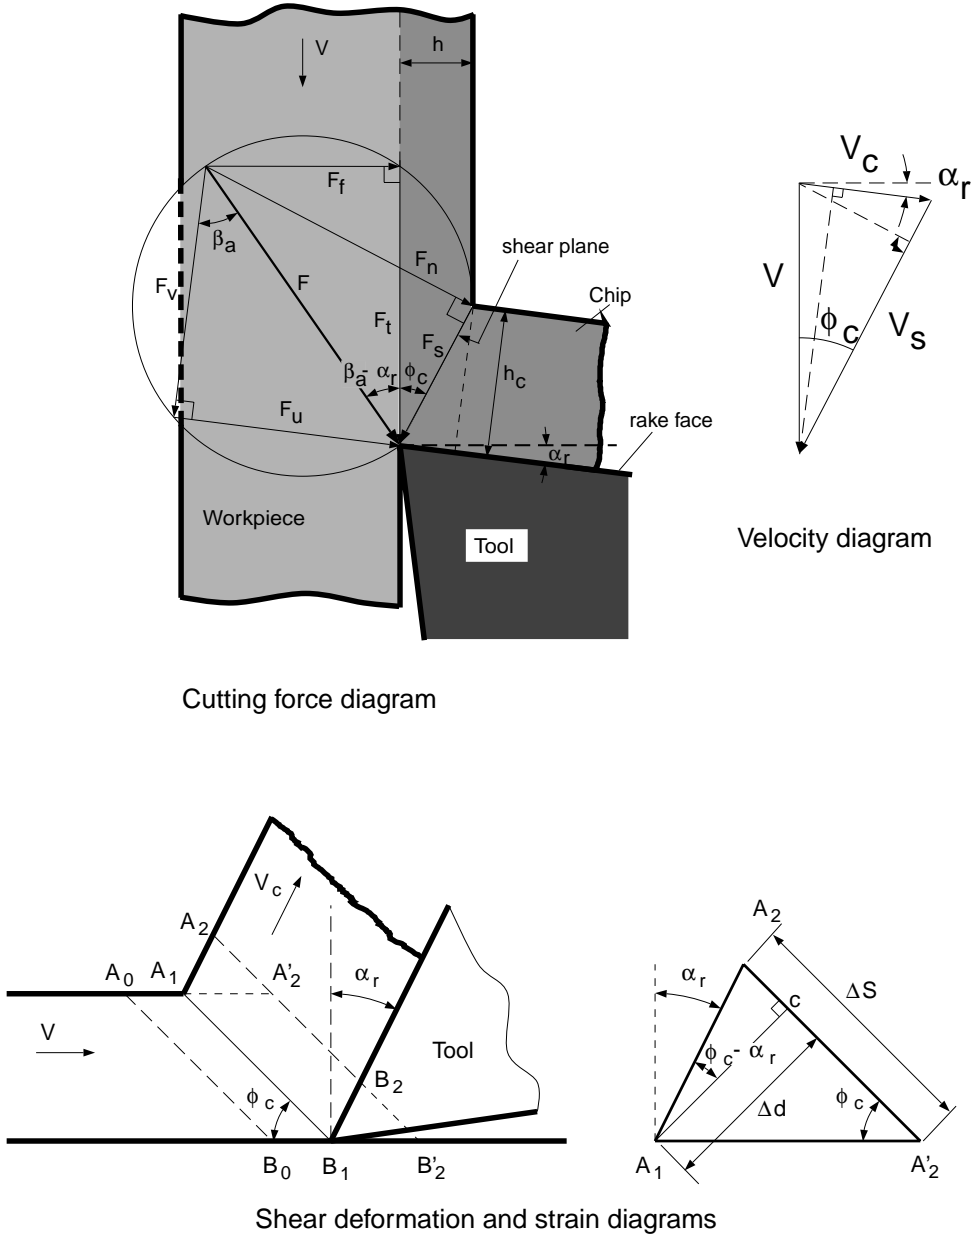 h
V
V_c
α_r
F_f
β_a
shear plane
F_n
F_v
F
Chip
V
F_t
F_s
ϕ_c
V_s
β_a - α_r
ϕ_c
h_c
F_u
rake face
α_r
Workpiece
Tool
Velocity diagram
Cutting force diagram
V_c
A_2
A_2
A_0
A_1
A'_2
α_r
α_r
ΔS
c
V
Tool
ϕ_c - α_r
B_2
ϕ_c
Δd
ϕ_c
B_0
B_1
B'_2
A_1
A'_2
Shear deformation and strain diagrams